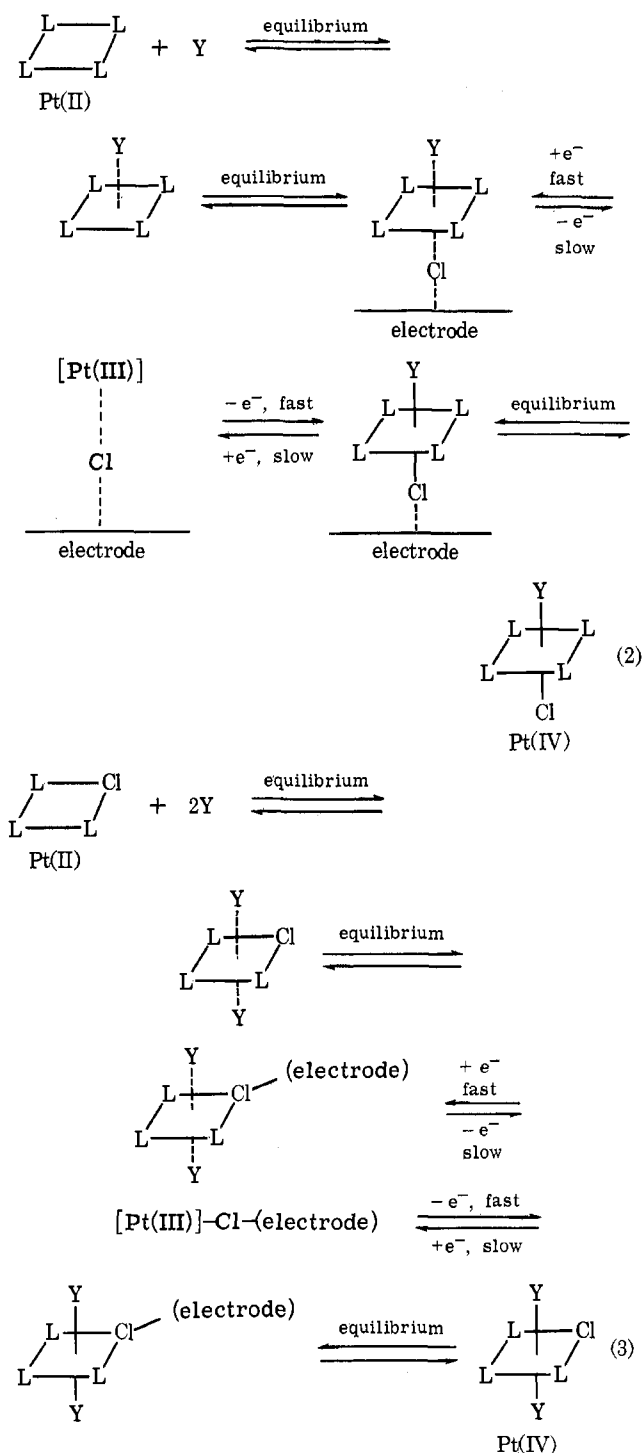 L L
L L + Y equilibrium
Pt(II)
Y
L L
L L
equilibrium
Y
L L
L L
Cl
electrode
+e⁻
fast
−e⁻
slow
[Pt(III)]
Cl
electrode
−e⁻, fast
+e⁻, slow
Y
L L
L L
Cl
electrode
equilibrium
Y
L L
L L (2)
Cl
Pt(IV)
L Cl
L L + 2Y equilibrium
Pt(II)
Y
L Cl
L L
Y
equilibrium
Y
L Cl (electrode)
L L
Y
+ e⁻
fast
− e⁻
slow
[Pt(III)]-Cl-(electrode)
−e⁻, fast
+e⁻, slow
Y
L Cl (electrode)
L L
Y
equilibrium
Y
L Cl
L L (3)
Y
Pt(IV)